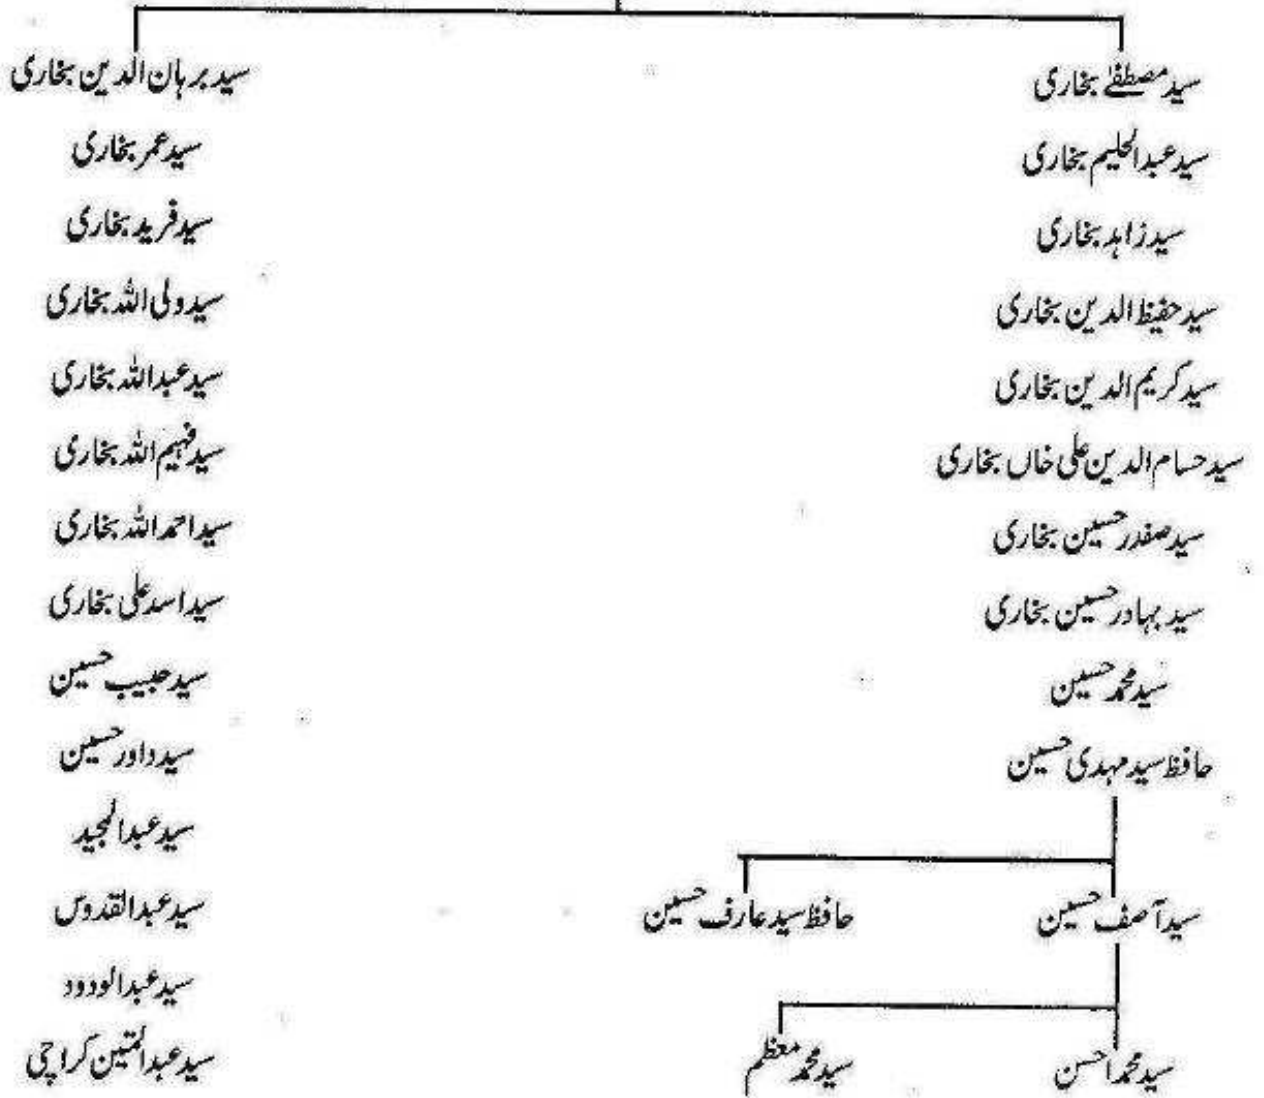 سید مصطفےٰ بخاری
سید عبدالحلیم بخاری
سید زاہد بخاری
سید حفیظ الدین بخاری
سید کریم الدین بخاری
سید حسام الدین علی خاں بخاری
سید صفدر حسین بخاری
سید بہادر حسین بخاری
سید محمد حسین
حافظ سید مہدی حسین
سید آصف حسین
حافظ سید عارف حسین
سید محمد احسن
سید محمد معظم
سید برہان الدین بخاری
سید عمر بخاری
سید فرید بخاری
سید ولی اللہ بخاری
سید عبداللہ بخاری
سید فہیم اللہ بخاری
سید احمد اللہ بخاری
سید اسد علی بخاری
سید حبیب حسین
سید داور حسین
سید عبدالمجید
سید عبدالقدوس
سید عبدالودود
سید عبدالمتین کراچی